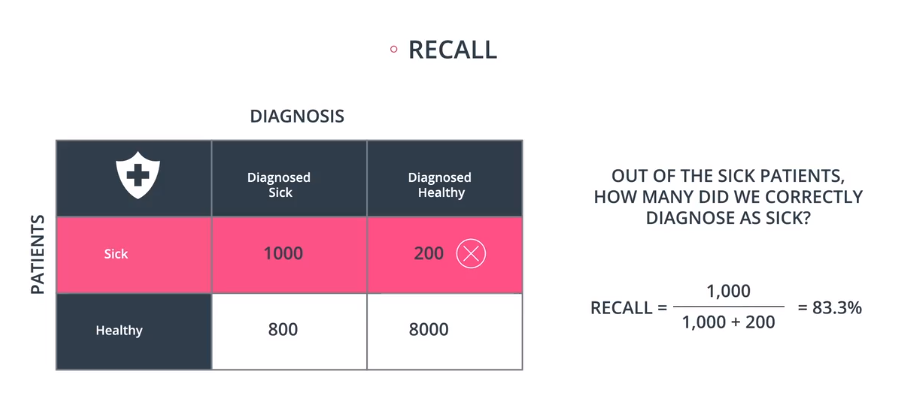 RECALL
DIAGNOSIS
PATIENTS
Diagnosed
Sick
Diagnosed
Healthy
Sick
1000
200
Healthy
800
8000
OUT OF THE SICK PATIENTS,
HOW MANY DID WE CORRECTLY
DIAGNOSE AS SICK?
RECALL = 1,000 / 1,000 + 200 = 83.3%